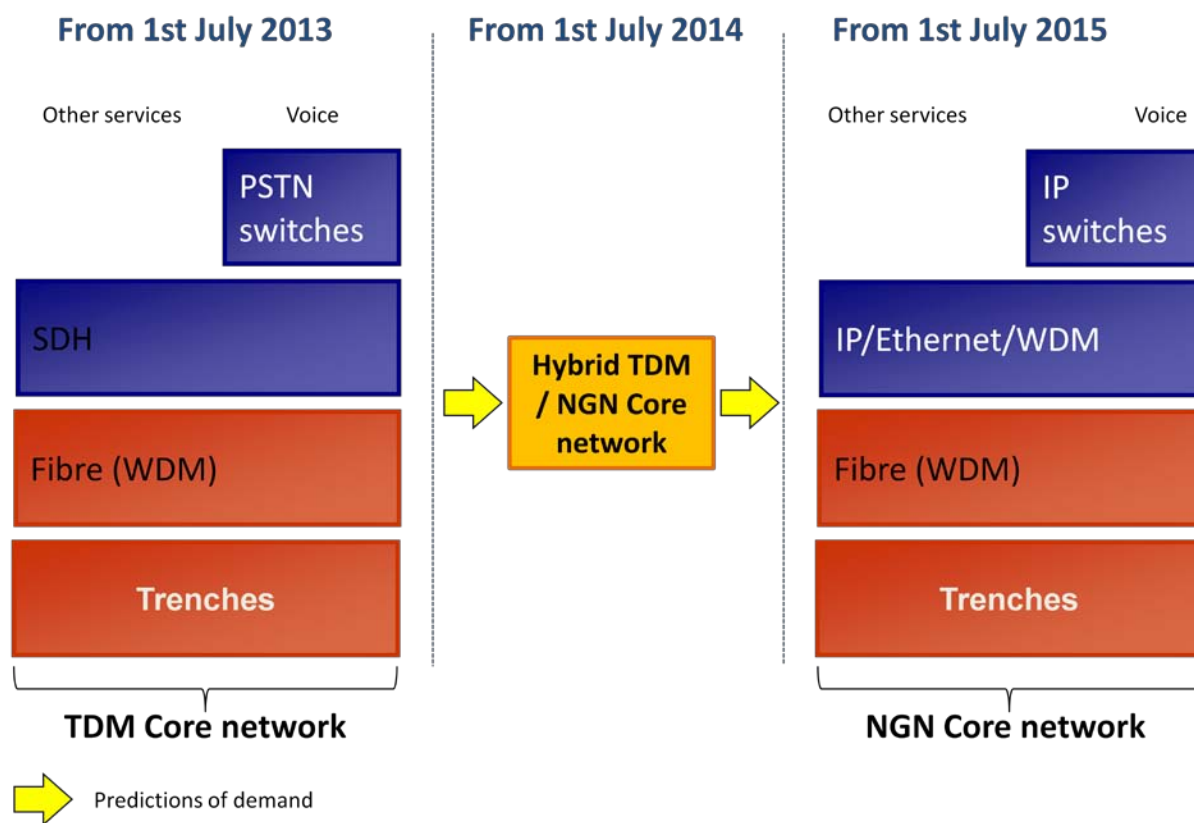 From 1st July 2013
From 1st July 2014
From 1st July 2015
Other services
Voice
Other services
Voice
PSTN
switches
IP
switches
SDH
IP/Ethernet/WDM
Hybrid TDM
/ NGN Core
network
Fibre (WDM)
Fibre (WDM)
Trenches
Trenches
TDM Core network
NGN Core network
Predictions of demand